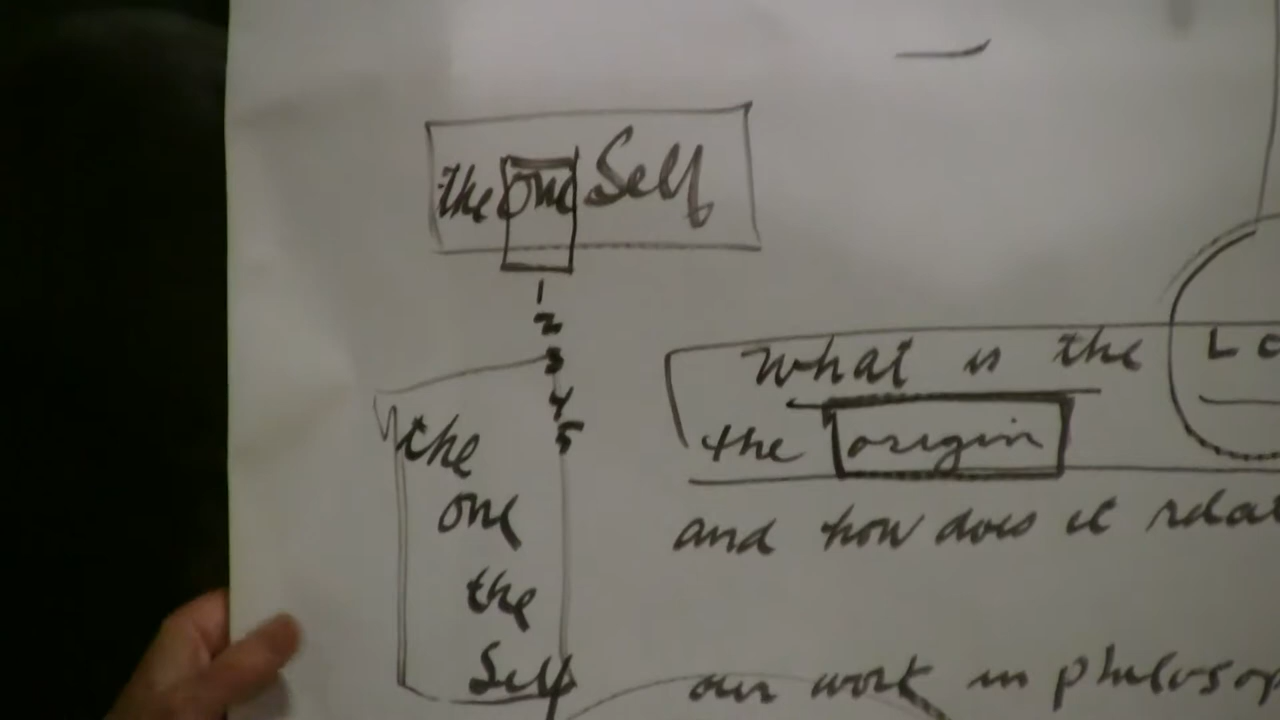 the one Self
1
2
3
4
5
the
one
the
Self
What is the
the origin
and how does it
our work in